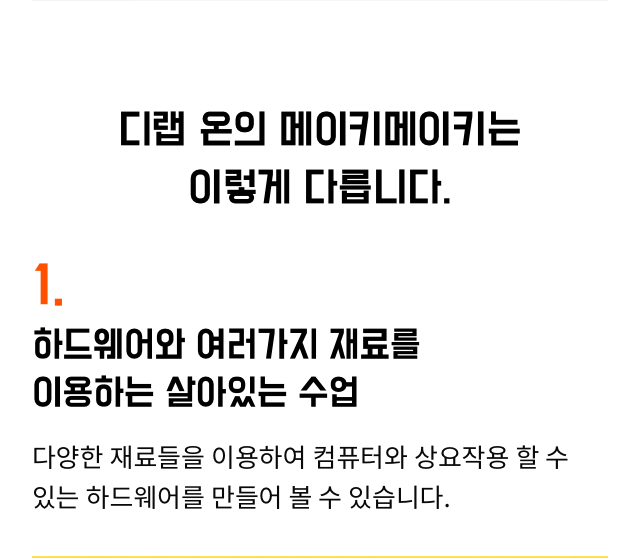 디랩 온의 메이키메이키는
이렇게 다릅니다.
1.
하드웨어와 여러가지 재료를
이용하는 살아있는 수업
다양한 재료들을 이용하여 컴퓨터와 상요작용 할 수
있는 하드웨어를 만들어 볼 수 있습니다.